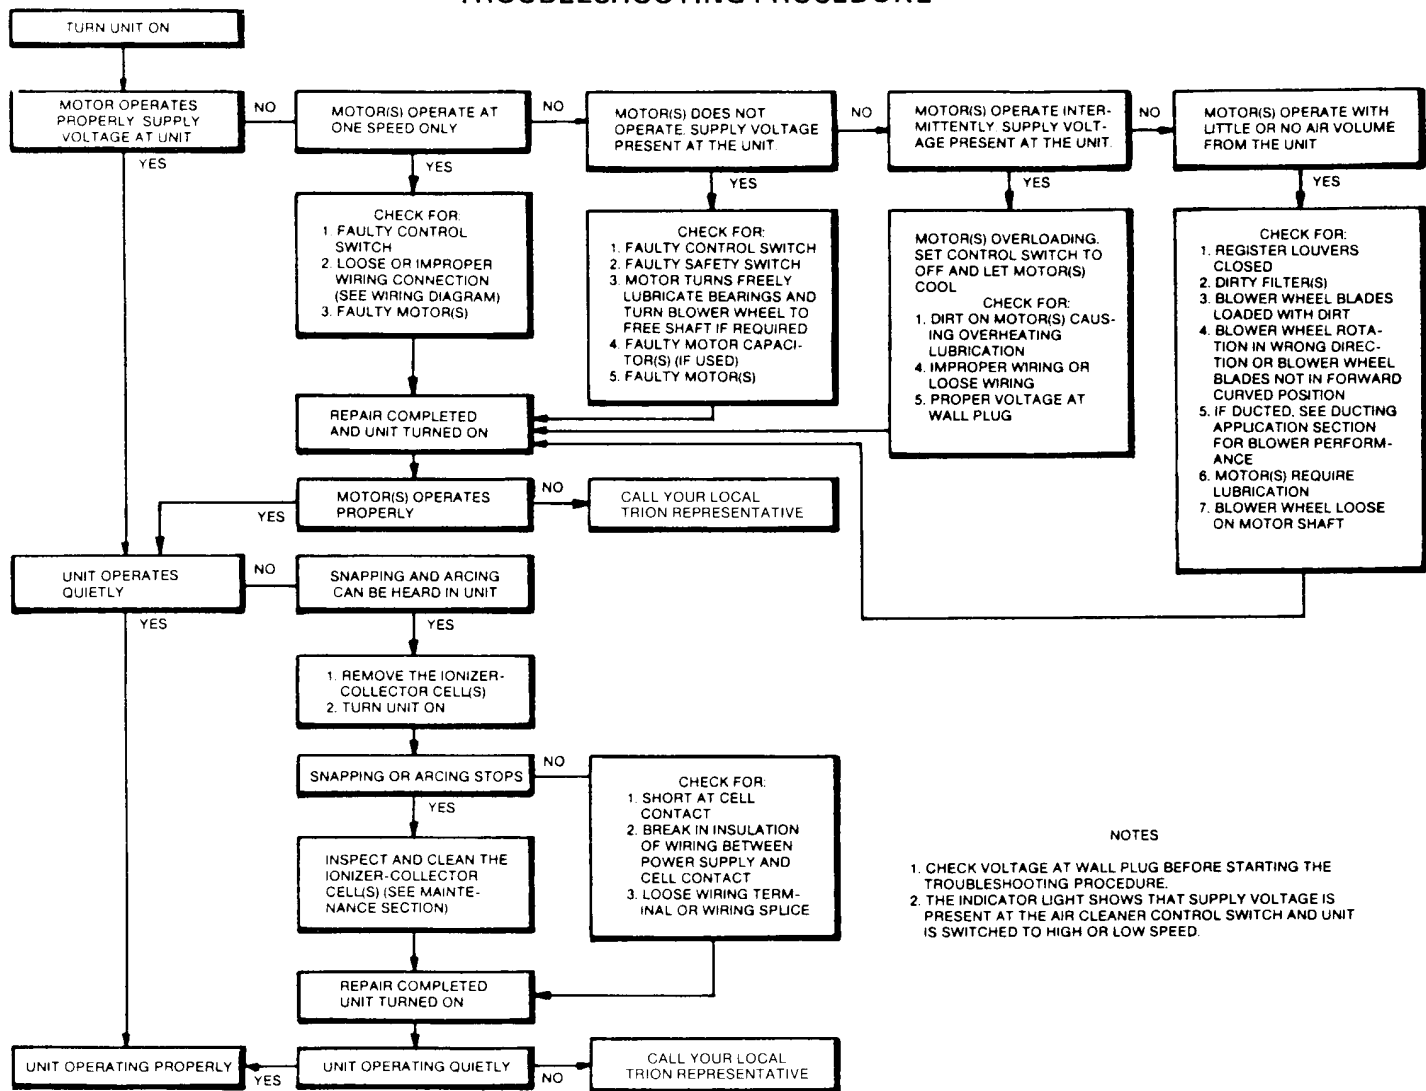 TROUBLESHOOTING PROCEDURE
TURN UNIT ON
MOTOR OPERATES
PROPERLY. SUPPLY
VOLTAGE AT UNIT
NO
YES
MOTOR(S) OPERATE AT
ONE SPEED ONLY
NO
YES
MOTOR(S) DOES NOT
OPERATE. SUPPLY VOLTAGE
PRESENT AT THE UNIT.
NO
YES
MOTOR(S) OPERATE INTER-
MITTENTLY. SUPPLY VOLT-
AGE PRESENT AT THE UNIT.
NO
YES
MOTOR(S) OPERATE WITH
LITTLE OR NO AIR VOLUME
FROM THE UNIT
YES
CHECK FOR:
1. FAULTY CONTROL
SWITCH
2. LOOSE OR IMPROPER
WIRING CONNECTION
(SEE WIRING DIAGRAM)
3. FAULTY MOTOR(S)
CHECK FOR:
1. FAULTY CONTROL SWITCH
2. FAULTY SAFETY SWITCH
3. MOTOR TURNS FREELY
LUBRICATE BEARINGS AND
TURN BLOWER WHEEL TO
FREE SHAFT IF REQUIRED
4. FAULTY MOTOR CAPACI-
TOR(S) (IF USED)
5. FAULTY MOTOR(S)
MOTOR(S) OVERLOADING.
SET CONTROL SWITCH TO
OFF AND LET MOTOR(S)
COOL
CHECK FOR:
1. DIRT ON MOTOR(S) CAUS-
ING OVERHEATING
LUBRICATION
4. IMPROPER WIRING OR
LOOSE WIRING
5. PROPER VOLTAGE AT
WALL PLUG
CHECK FOR:
1. REGISTER LOUVERS
CLOSED
2. DIRTY FILTER(S)
3. BLOWER WHEEL BLADES
LOADED WITH DIRT
4. BLOWER WHEEL ROTA-
TION IN WRONG DIREC-
TION OR BLOWER WHEEL
BLADES NOT IN FORWARD
CURVED POSITION
5. IF DUCTED, SEE DUCTING
APPLICATION SECTION
FOR BLOWER PERFORM-
ANCE
6. MOTOR(S) REQUIRE
LUBRICATION
7. BLOWER WHEEL LOOSE
ON MOTOR SHAFT
REPAIR COMPLETED
AND UNIT TURNED ON
MOTOR(S) OPERATES
PROPERLY
YES
NO
CALL YOUR LOCAL
TRION REPRESENTATIVE
UNIT OPERATES
QUIETLY
NO
YES
SNAPPING AND ARCING
CAN BE HEARD IN UNIT
YES
1. REMOVE THE IONIZER-
COLLECTOR CELL(S)
2. TURN UNIT ON
SNAPPING OR ARCING STOPS
NO
YES
CHECK FOR:
1. SHORT AT CELL
CONTACT
2. BREAK IN INSULATION
OF WIRING BETWEEN
POWER SUPPLY AND
CELL CONTACT
3. LOOSE WIRING TERM-
INAL OR WIRING SPLICE
INSPECT AND CLEAN THE
IONIZER-COLLECTOR
CELL(S) (SEE MAINTE-
NANCE SECTION)
NOTES
1. CHECK VOLTAGE AT WALL PLUG BEFORE STARTING THE
TROUBLESHOOTING PROCEDURE.
2. THE INDICATOR LIGHT SHOWS THAT SUPPLY VOLTAGE IS
PRESENT AT THE AIR CLEANER CONTROL SWITCH AND UNIT
IS SWITCHED TO HIGH OR LOW SPEED.
REPAIR COMPLETED
UNIT TURNED ON
UNIT OPERATING PROPERLY
YES
UNIT OPERATING QUIETLY
NO
CALL YOUR LOCAL
TRION REPRESENTATIVE